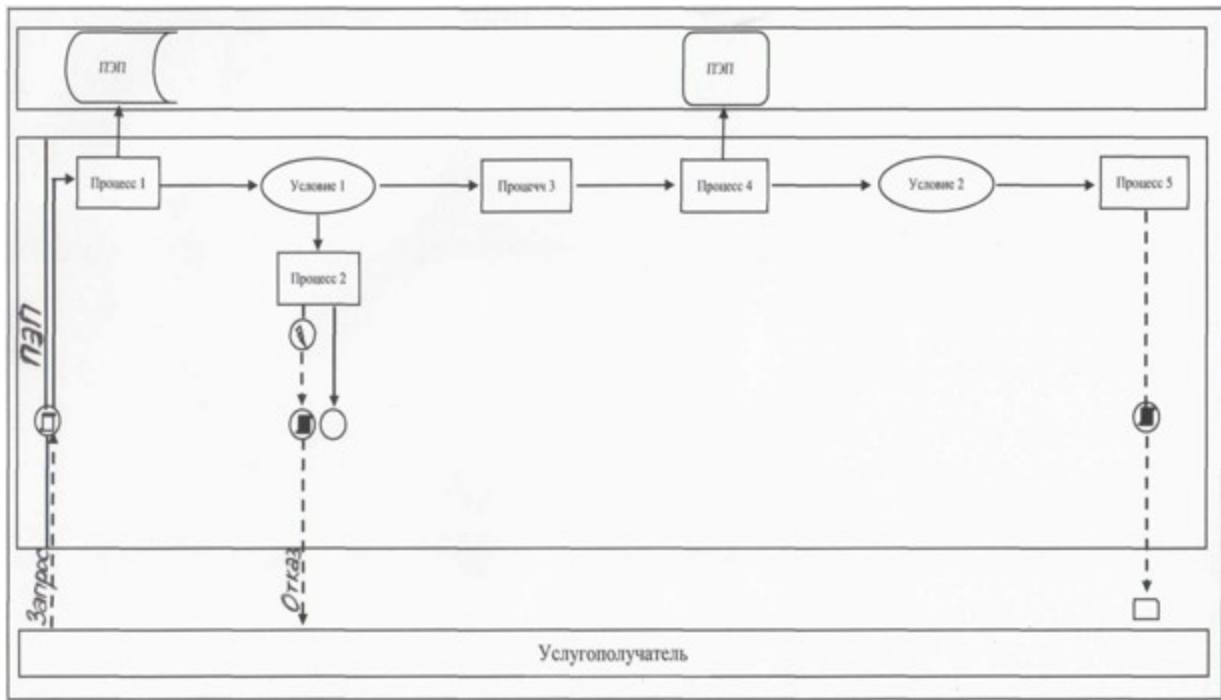 ПЭП
ПЭП
Процесс 1
Условие 1
Процечч 3
Процесс 4
Условие 2
Процесс 5
Процесс 2
Запрос
Отказ
Услугополучатель